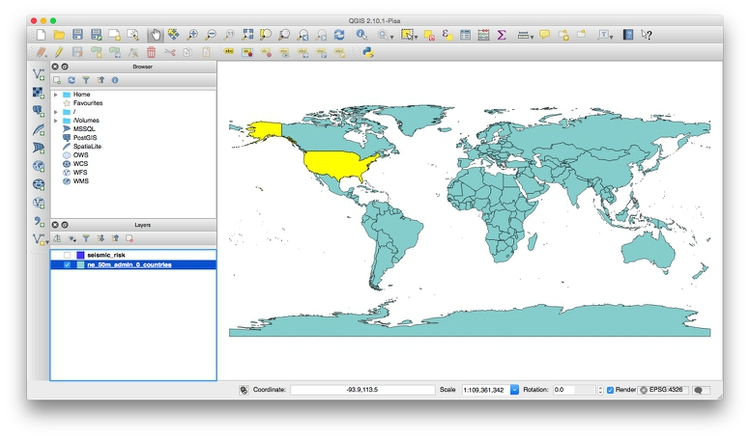 QGIS 2.10.1-Pisa
Browser
Home
Favourites
/
/Volumes
MSSQL
PostGIS
SpatiaLite
OWS
WCS
WFS
WMS
Layers
seismic_risk
ne_50m_admin_0_countries
Coordinate: -93.9,113.5 Scale 1:109,361,342 Rotation: 0.0 Render EPSG:4326